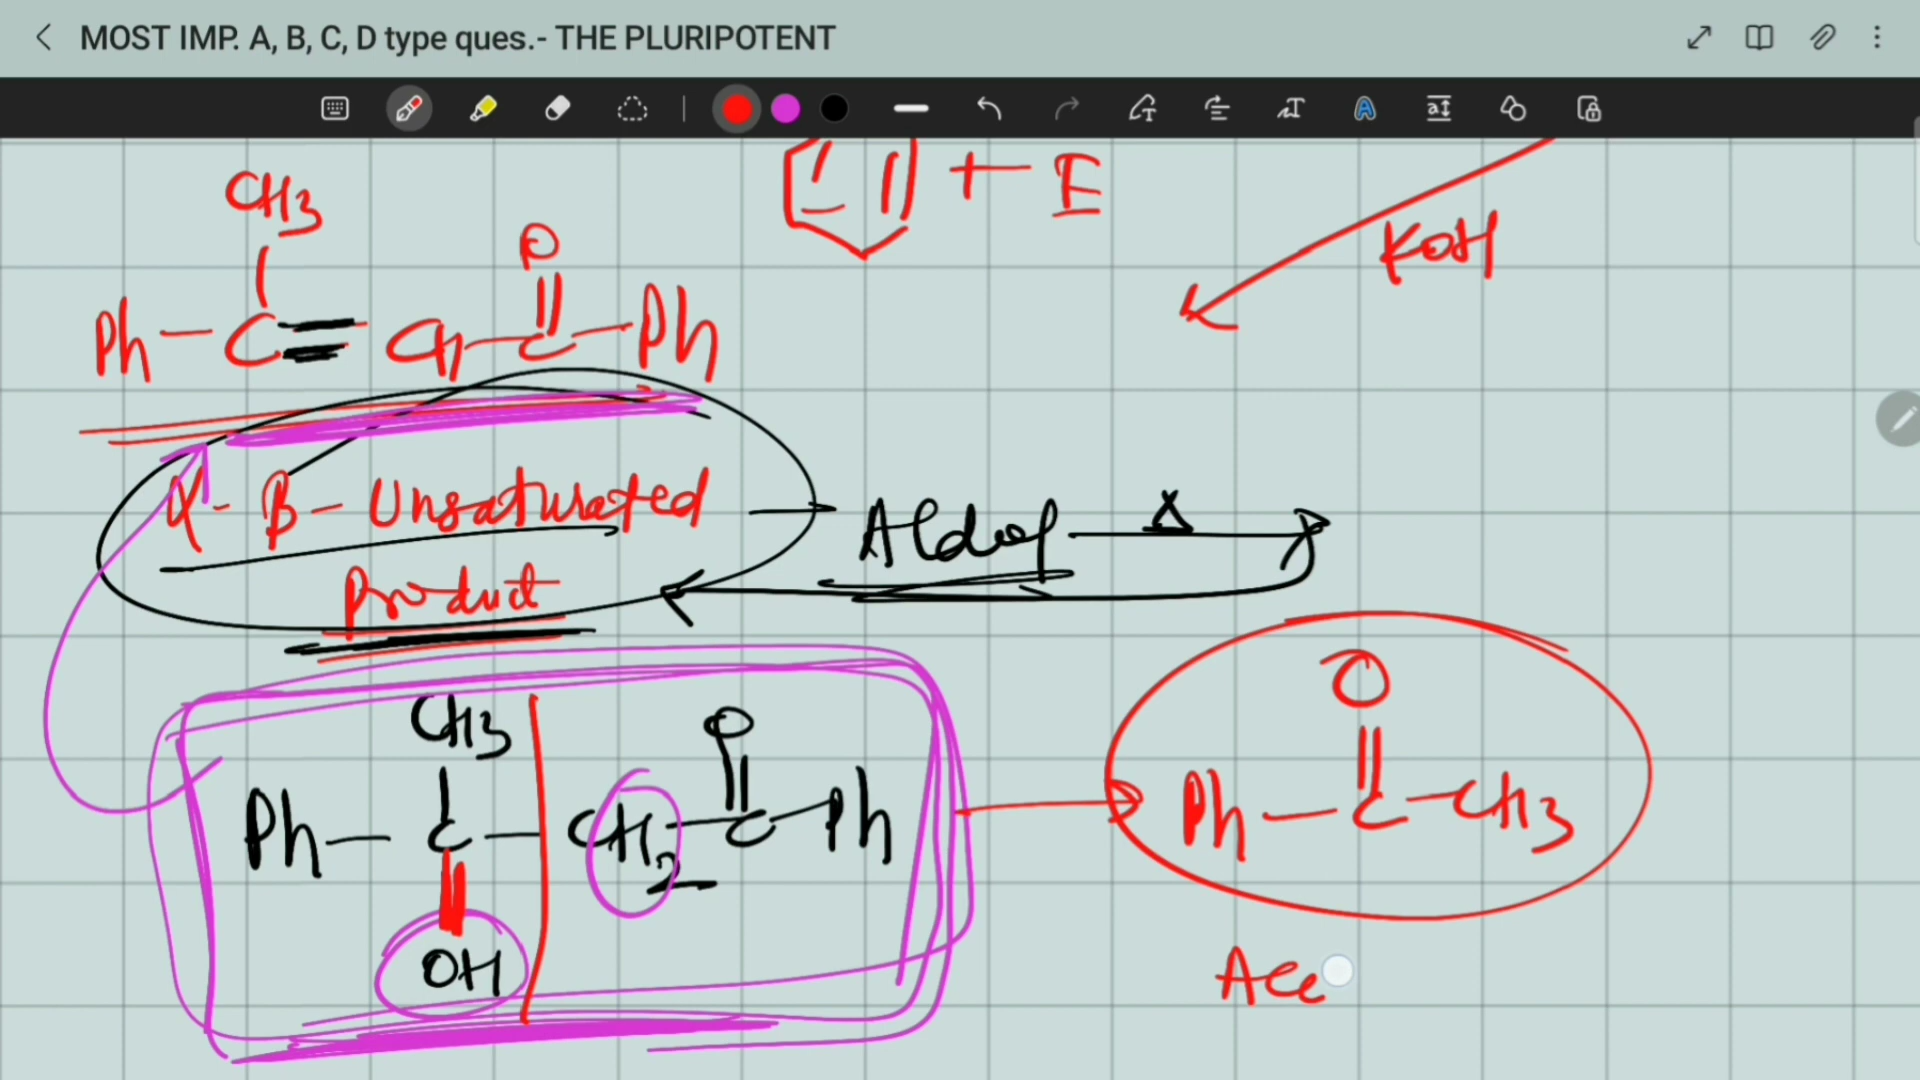 MOST IMP. A, B, C, D type ques.- THE PLURIPOTENT
+ E
KOH
CH3
O
Ph - C = CH - C - Ph
α - β - Unsaturated
Product
Aldol
Δ
CH3
O
Ph - C - CH2 - C - Ph
OH
O
Ph - C - CH3
Ace